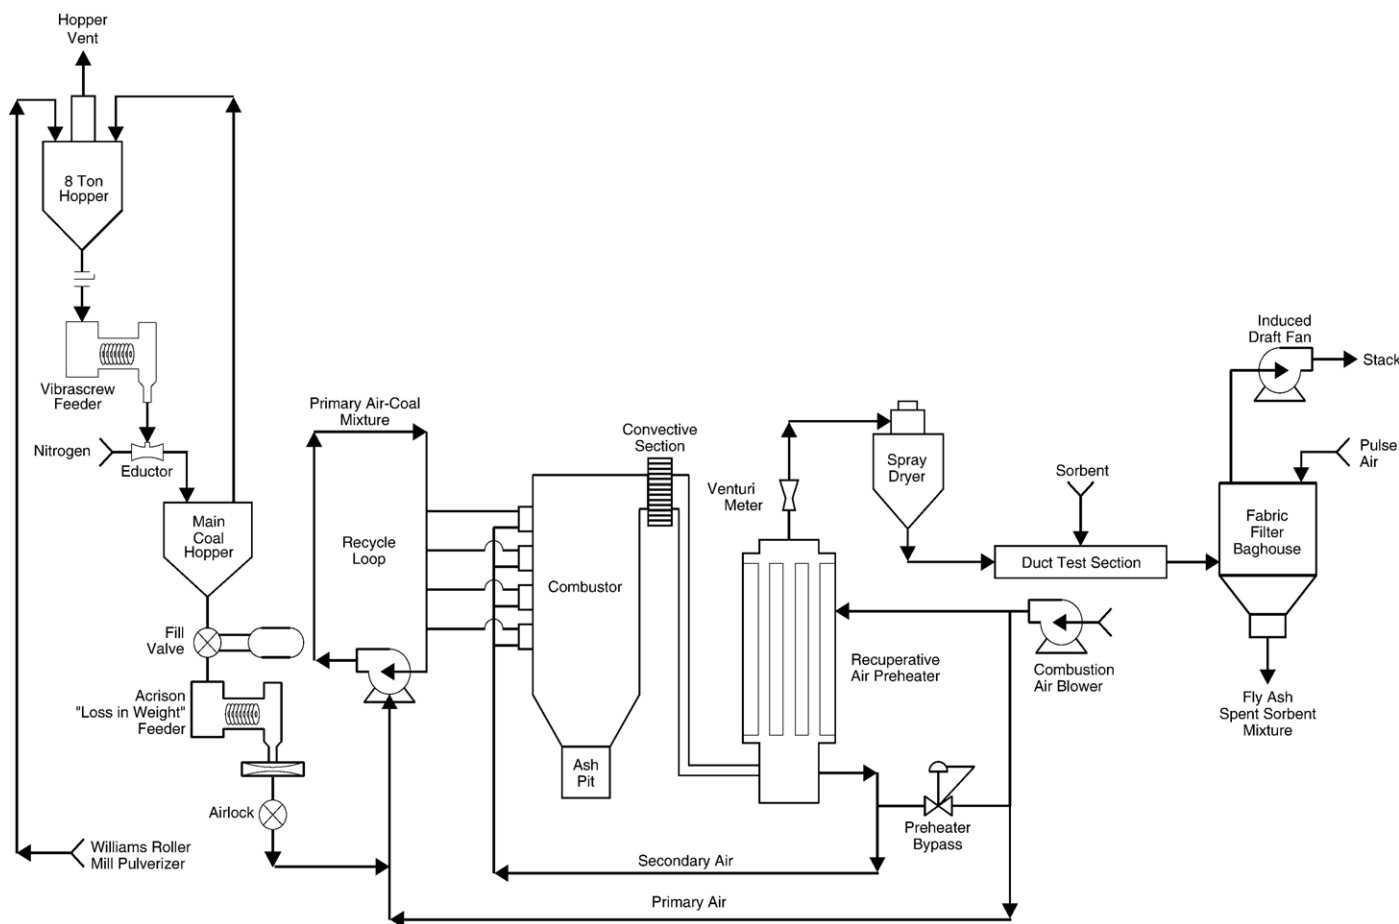 Hopper
Vent
8 Ton
Hopper
Vibrascrew
Feeder
Nitrogen
Eductor
Main
Coal
Hopper
Fill
Valve
Acrison
"Loss in Weight"
Feeder
Airlock
Williams Roller
Mill Pulverizer
Primary Air-Coal
Mixture
Recycle
Loop
Combustor
Convective
Section
Ash
Pit
Venturi
Meter
Spray
Dryer
Recuperative
Air Preheater
Sorbent
Duct Test Section
Combustion
Air Blower
Preheater
Bypass
Secondary Air
Primary Air
Induced
Draft Fan
Stack
Pulse
Air
Fabric
Filter
Baghouse
Fly Ash
Spent Sorbent
Mixture